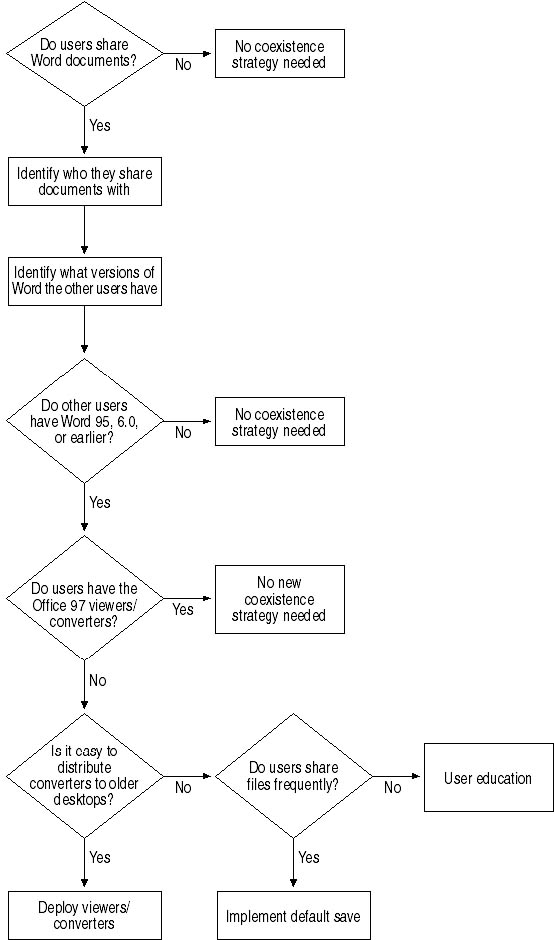 Do users share
Word documents?
No
No coexistence
strategy needed
Yes
Identify who they share
documents with
Identify what versions of
Word the other users have
Do other users
have Word 95, 6.0,
or earlier?
No
No coexistence
strategy needed
Yes
Do users have the
Office 97 viewers/
converters?
Yes
No new
coexistence
strategy needed
No
Is it easy to
distribute
converters to older
desktops?
No
Do users share
files frequently?
No
User education
Yes
Yes
Deploy viewers/
converters
Implement default save